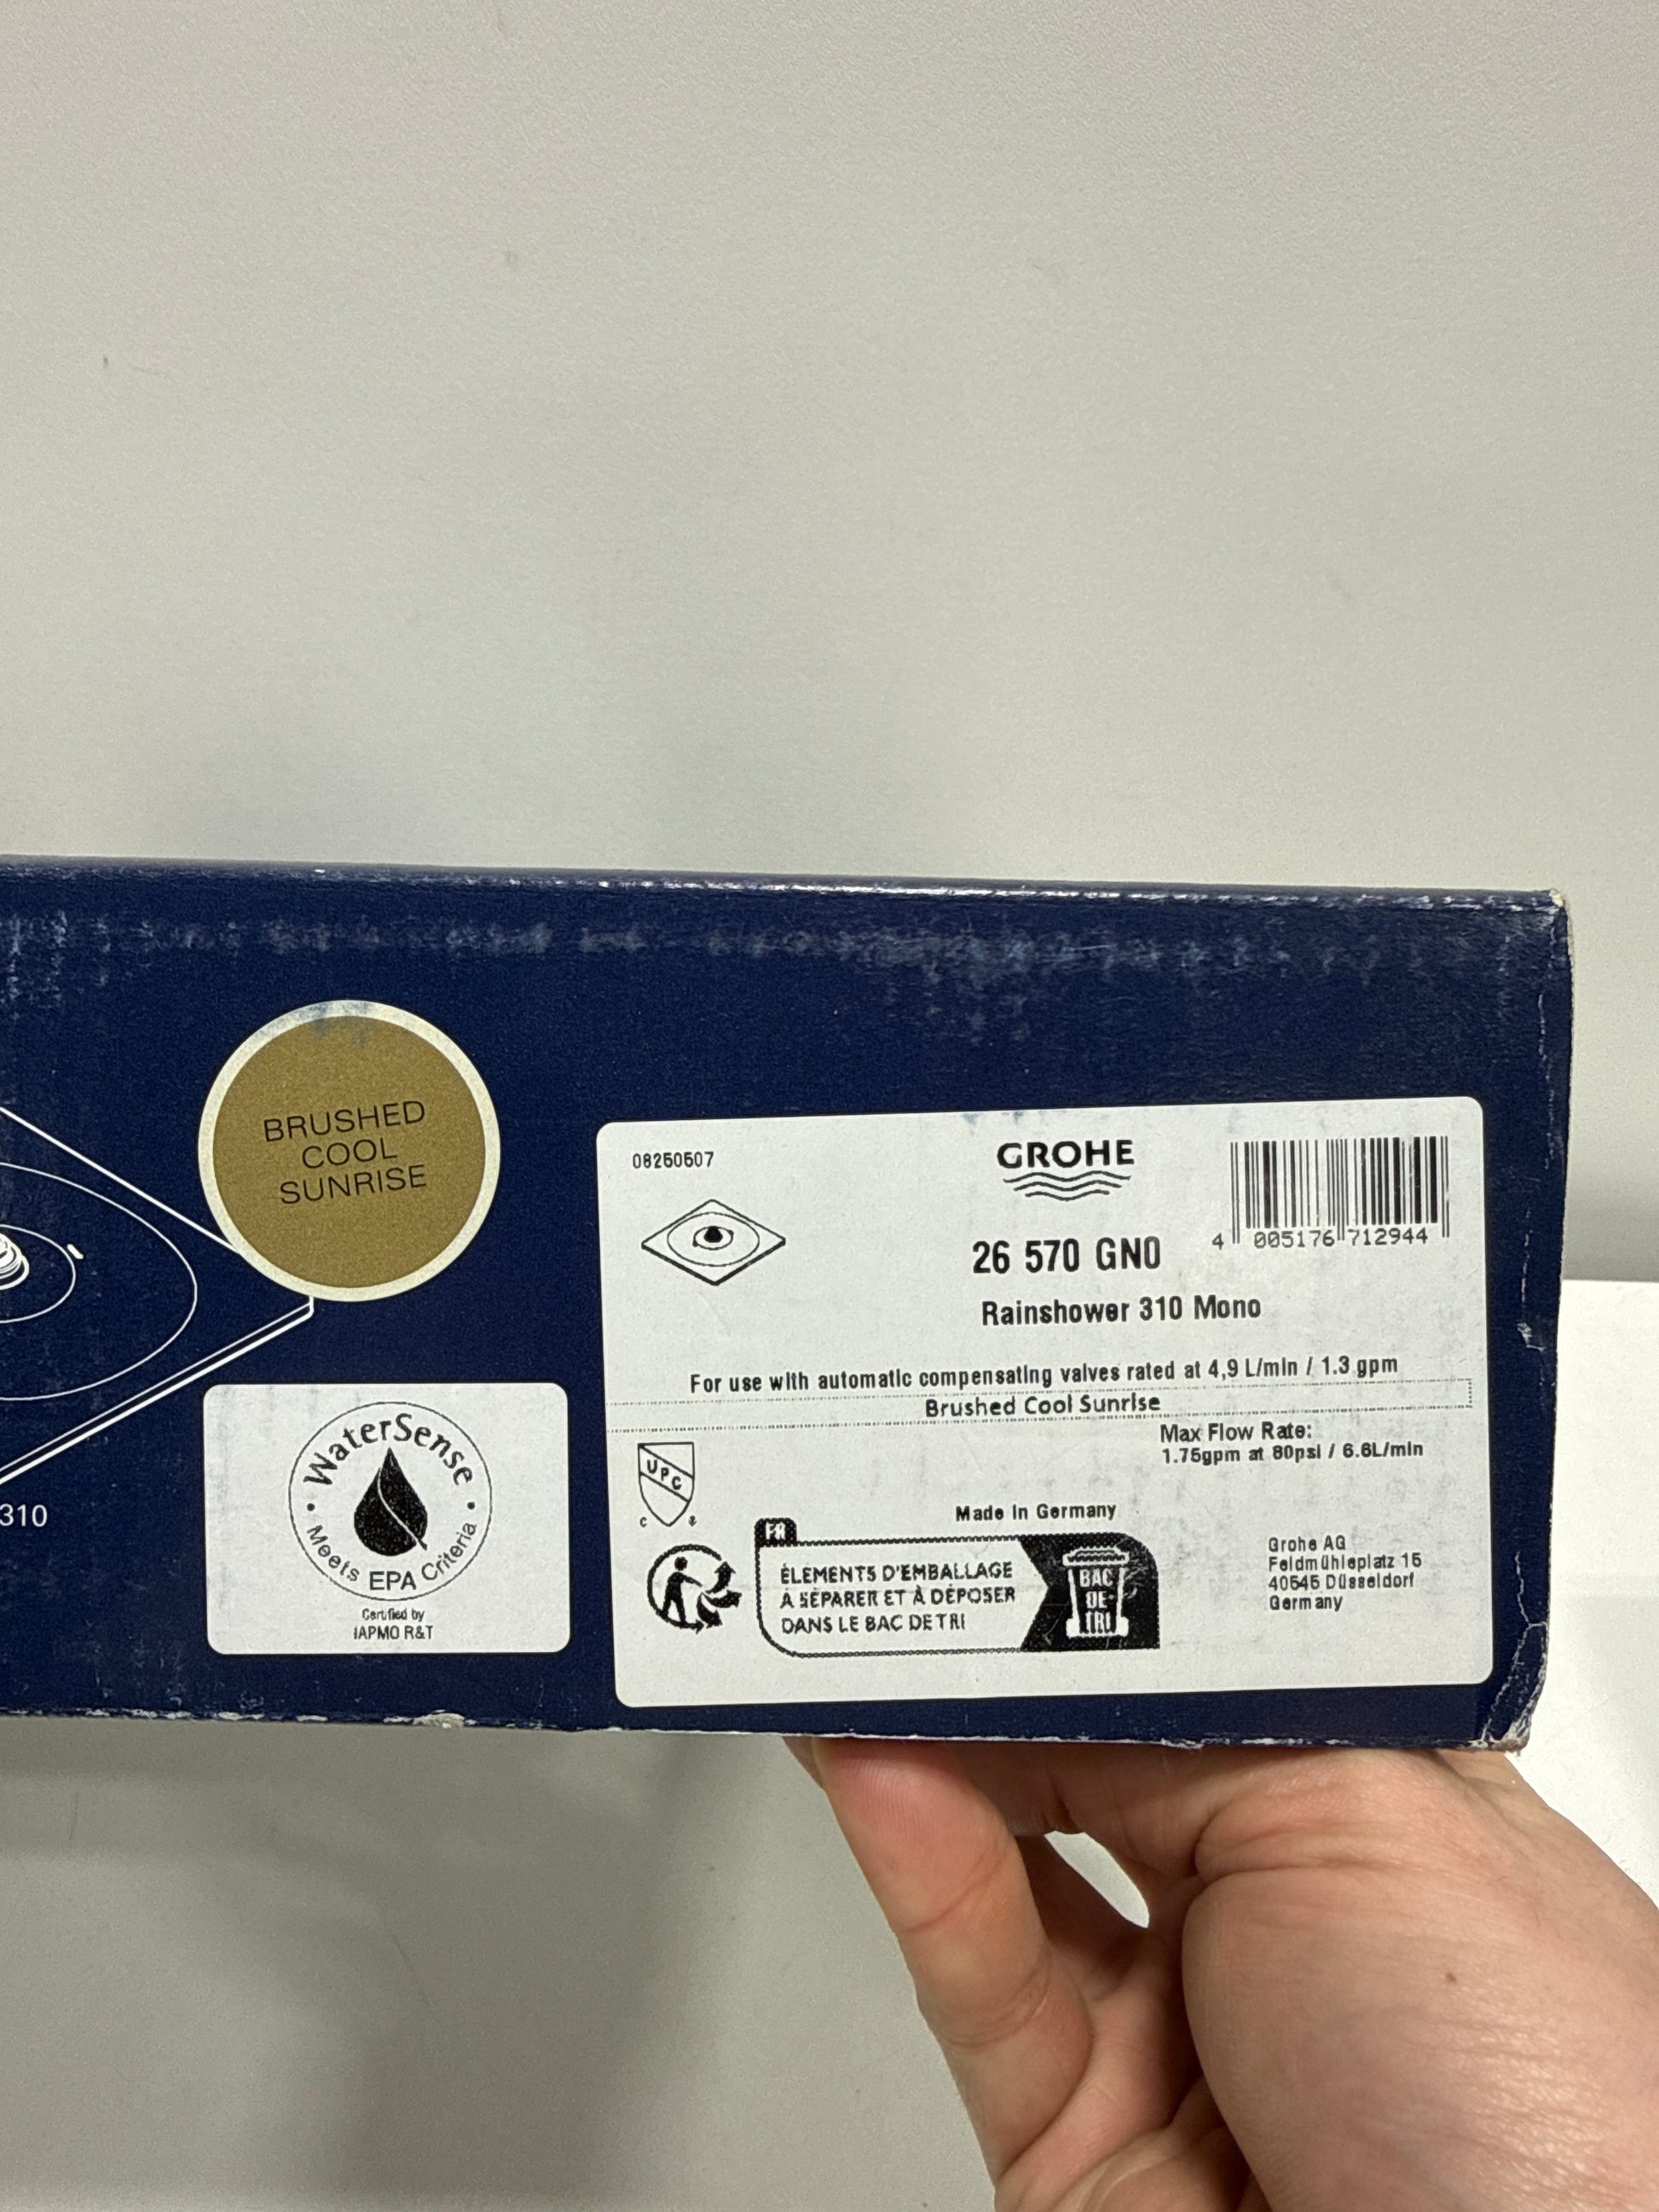 BRUSHED
COOL
SUNRISE
310
WaterSense
Meets EPA Criteria
Certified by
IAPMO R&T
08250507
GROHE
4 005176 712944
26 570 GN0
Rainshower 310 Mono
For use with automatic compensating valves rated at 4,9 L/min / 1.3 gpm
Brushed Cool Sunrise
Max Flow Rate:
1.75gpm at 80psi / 6.6L/min
UPC
c
Made in Germany
FR
ÉLEMENTS D'EMBALLAGE
À SÉPARER ET À DÉPOSER
DANS LE BAC DE TRI
BAC
DE
TRI
Grohe AG
Feldmühleplatz 15
40545 Düsseldorf
Germany